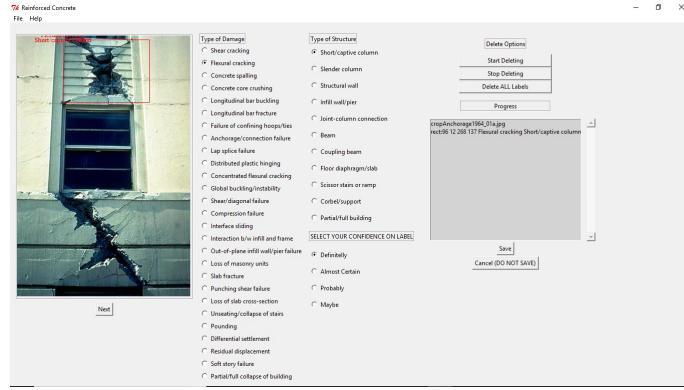 Reinforced Concrete
File Help
Short/captive column
Type of Damage
Shear cracking
Flexural cracking
Concrete spalling
Concrete core crushing
Longitudinal bar buckling
Longitudinal bar fracture
Failure of confining hoops/ties
Anchorage/connection failure
Lap splice failure
Distributed plastic hinging
Concentrated flexural cracking
Global buckling/instability
Shear/diagonal failure
Compression failure
Interface sliding
Interaction b/w infill and frame
Out-of-plane infill wall/pier failure
Loss of masonry units
Slab fracture
Punching shear failure
Loss of slab cross-section
Unseating/collapse of stairs
Pounding
Differential settlement
Residual displacement
Soft story failure
Partial/full collapse of building
Type of Structure
Short/captive column
Slender column
Structural wall
Infill wall/pier
Joint-column connection
Beam
Coupling beam
Floor diaphragm/slab
Scissor stairs or ramp
Corbel/support
Partial/full building
SELECT YOUR CONFIDENCE ON LABEL
Definitelly
Almost Certain
Probably
Maybe
Delete Options
Start Deleting
Stop Deleting
Delete ALL Labels
Progress
cropAnchorage1964_01a.jpg
rect:96 12 268 137 Flexural cracking Short/captive column
Save
Cancel (DO NOT SAVE)
Next